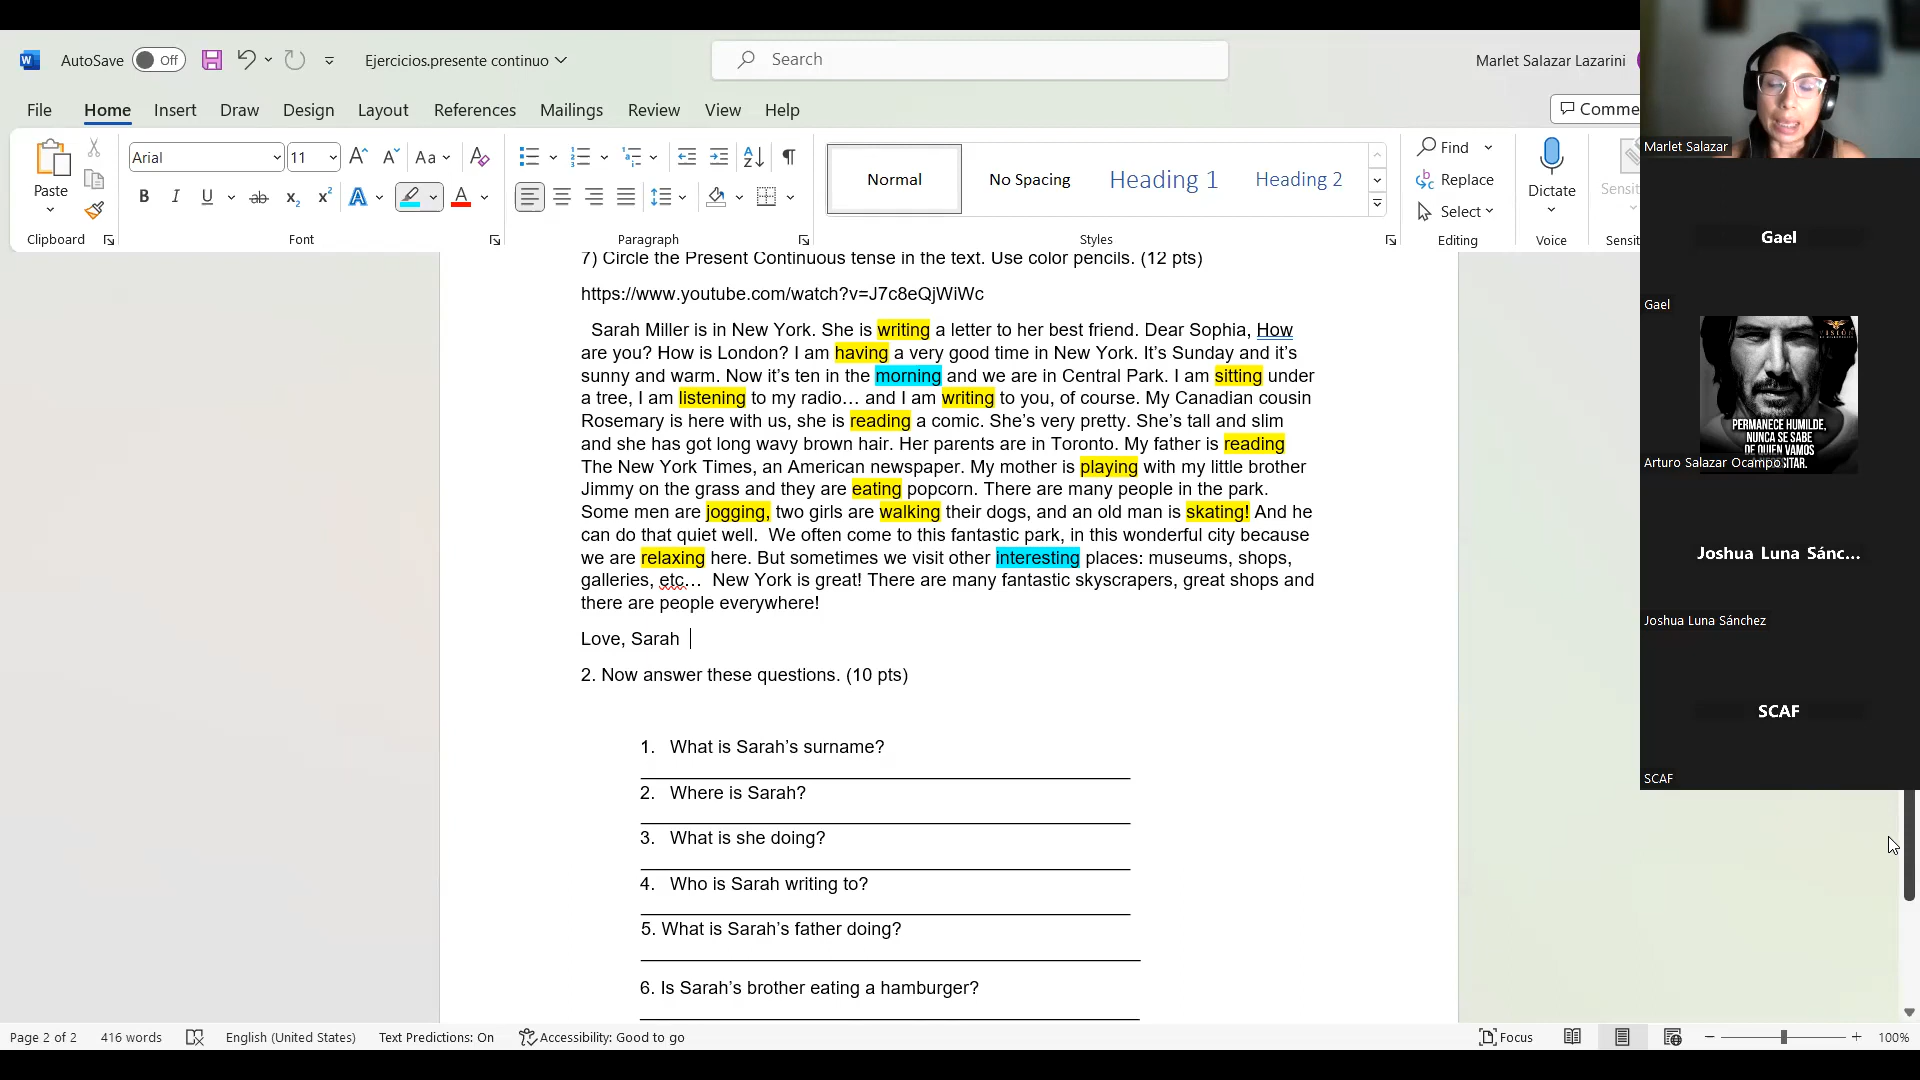 AutoSave Off Ejercicios.presente continuo Search Marlet Salazar Lazarini
File Home Insert Draw Design Layout References Mailings Review View Help
Paste
Clipboard
Arial 11
Aa
B I U ab x₂ x² A A
Font
Paragraph
Normal No Spacing Heading 1 Heading 2
Styles
Find
Replace
Select
Editing
Dictate
Voice
7) Circle the Present Continuous tense in the text. Use color pencils. (12 pts)
https://www.youtube.com/watch?v=J7c8eQjWiWc
Sarah Miller is in New York. She is writing a letter to her best friend. Dear Sophia, How
are you? How is London? I am having a very good time in New York. It’s Sunday and it’s
sunny and warm. Now it’s ten in the morning and we are in Central Park. I am sitting under
a tree, I am listening to my radio… and I am writing to you, of course. My Canadian cousin
Rosemary is here with us, she is reading a comic. She’s very pretty. She’s tall and slim
and she has got long wavy brown hair. Her parents are in Toronto. My father is reading
The New York Times, an American newspaper. My mother is playing with my little brother
Jimmy on the grass and they are eating popcorn. There are many people in the park.
Some men are jogging, two girls are walking their dogs, and an old man is skating! And he
can do that quiet well. We often come to this fantastic park, in this wonderful city because
we are relaxing here. But sometimes we visit other interesting places: museums, shops,
galleries, etc… New York is great! There are many fantastic skyscrapers, great shops and
there are people everywhere!
Love, Sarah
2. Now answer these questions. (10 pts)
1. What is Sarah’s surname?
2. Where is Sarah?
3. What is she doing?
4. Who is Sarah writing to?
5. What is Sarah’s father doing?
6. Is Sarah’s brother eating a hamburger?
Page 2 of 2 416 words English (United States) Text Predictions: On Accessibility: Good to go Focus 100%
Marlet Salazar
Gael
Gael
PERMANECE HUMILDE,
NUNCA SE SABE
DE QUIEN VAMOS
Arturo Salazar Ocampo
Joshua Luna Sánc...
Joshua Luna Sánchez
SCAF
SCAF